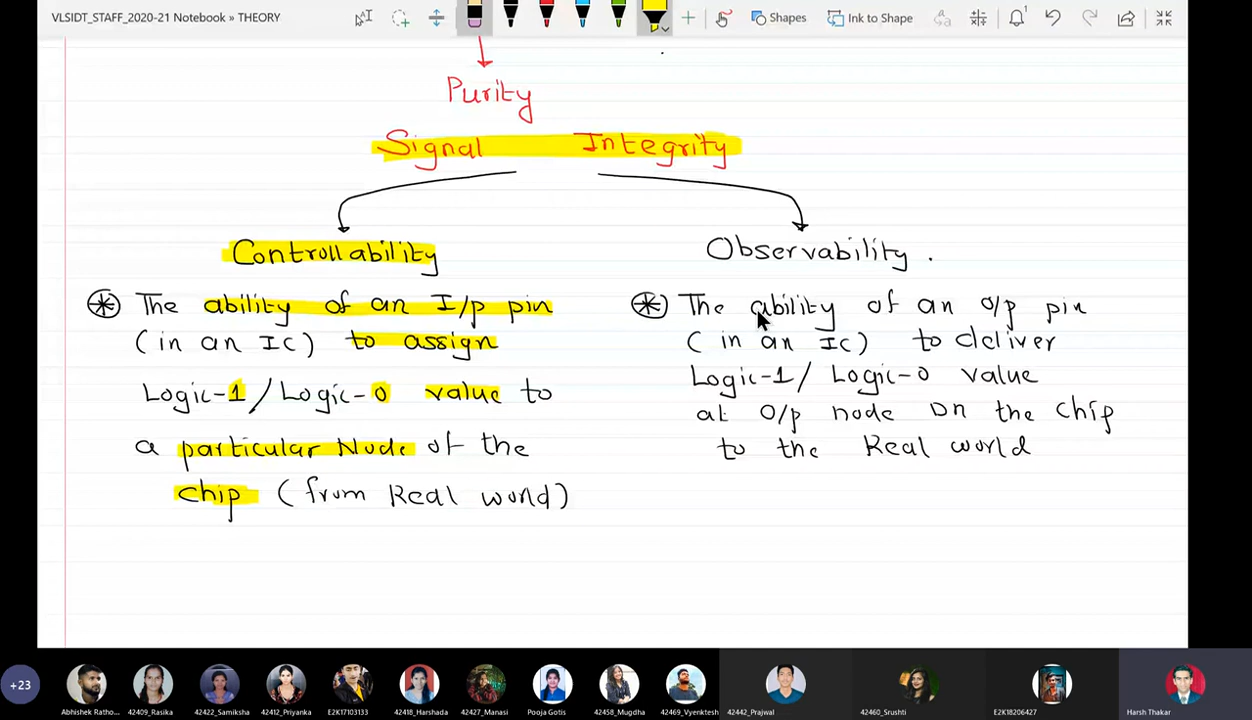 VLSIDT_STAFF_2020-21 Notebook » THEORY
Shapes
Ink to Shape
Purity
Signal Integrity
Controllability
Observability.
The ability of an I/p pin
(in an IC) to assign
Logic-1/Logic-0 value to
a particular Node of the
chip (from Real world)
The ability of an o/p pin
(in an IC) to deliver
Logic-1/ Logic-0 value
at O/p node on the chip
to the Real world
+23
Abhishek Ratho...
42409_Rasika
42422_Samiksha
42412_Priyanka
E2K17103133
42418_Harshada
42427_Manasi
Pooja Gotis
42458_Mugdha
42469_Vyenktesh
42442_Prajwal
42460_Srushti
E2K18206427
Harsh Thakar